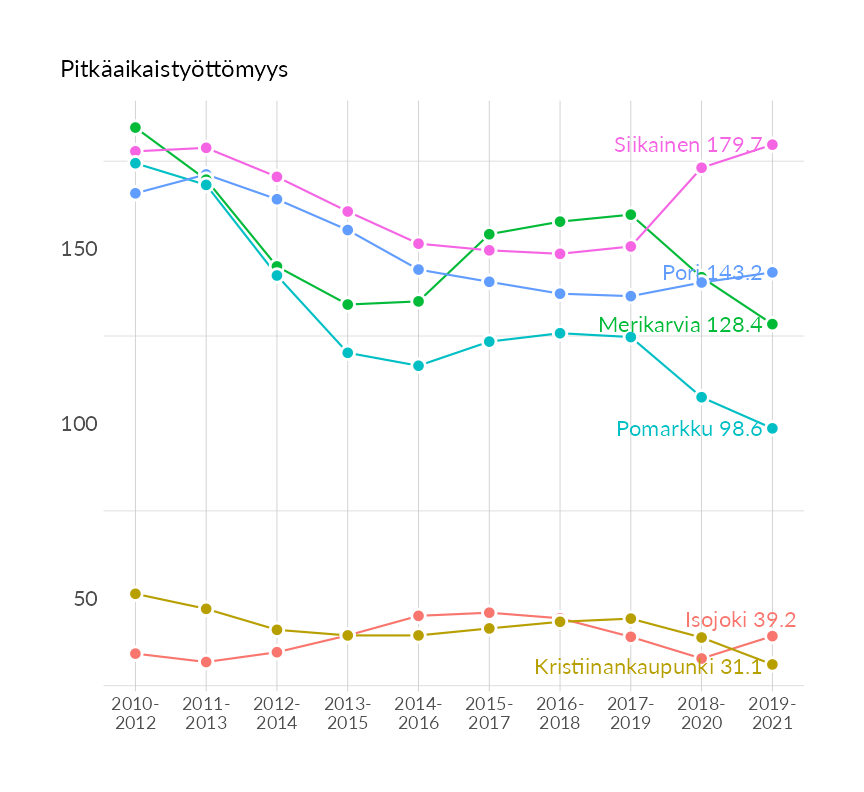 Pitkäaikaistyöttömyys
Siikainen 179.7
150
Pori 143.2
Merikarvia 128.4
100
Pomarkku 98.6
50
Isojoki 39.2
Kristiinankaupunki 31.1
2010- 2011- 2012- 2013- 2014- 2015- 2016- 2017- 2018- 2019-
2012 2013 2014 2015 2016 2017 2018 2019 2020 2021